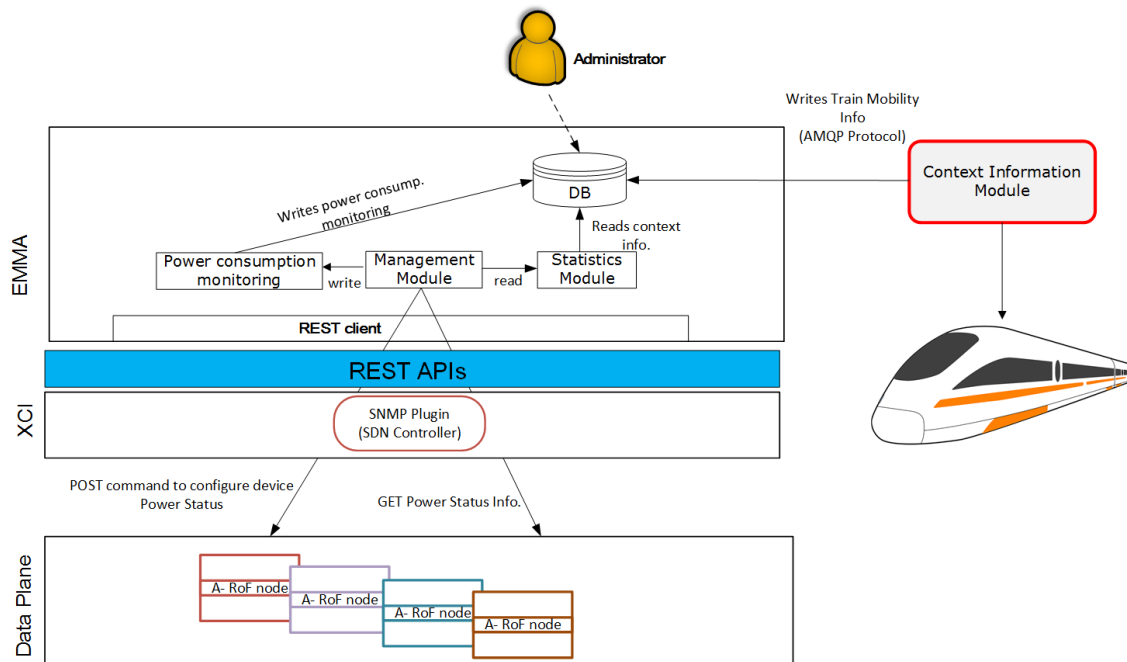 Administrator
Writes Train Mobility
Info
(AMQP Protocol)
Context Information
Module
DB
Writes power consump.
monitoring
Reads context
info.
EMMA
Power consumption
monitoring
write
Management
Module
read
Statistics
Module
REST client
REST APIs
XCI
SNMP Plugin
(SDN Controller)
POST command to configure device
Power Status
GET Power Status Info.
Data Plane
A- RoF node
A- RoF node
A- RoF node
A- RoF node